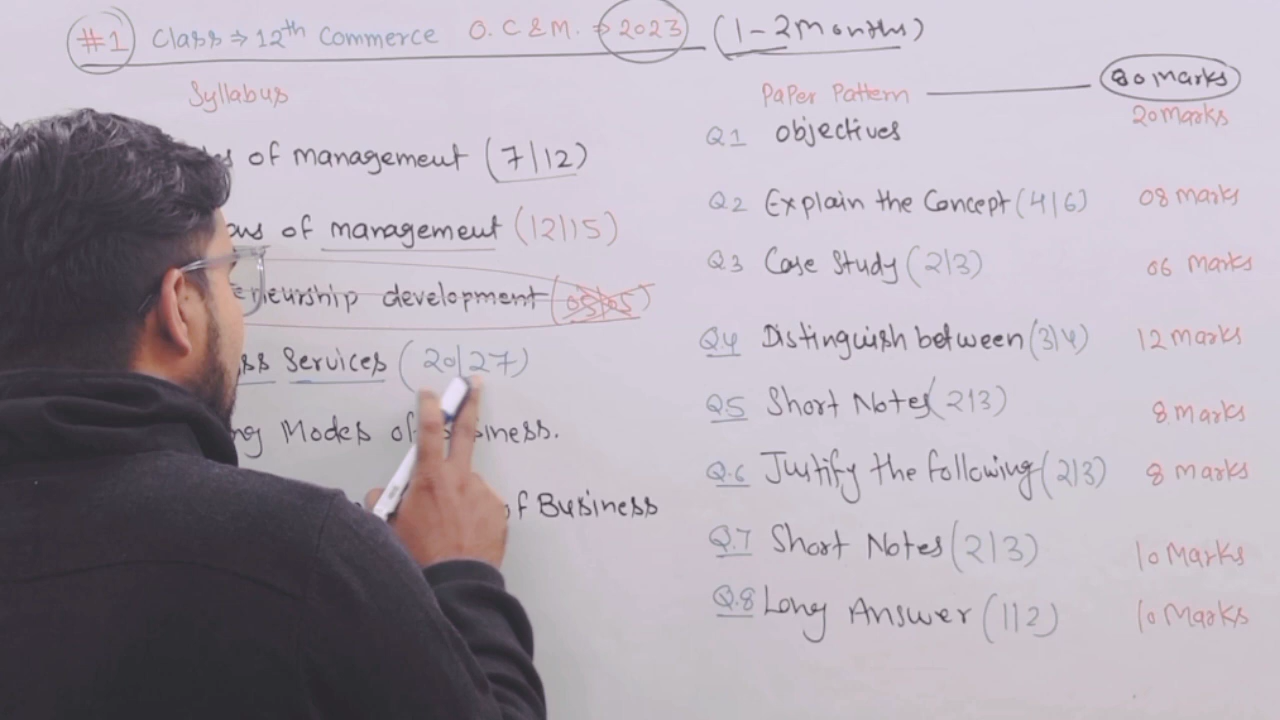 #1 Class ⇒ 12th Commerce O. C & M. ⇒ 2023 (1-2 Months)
Syllabus
of management (7|12)
of management (12|15)
development (05|05)
Services (20|27)
Modes of
of Business
Paper Pattern 80 Marks
20 Marks
Q1 objectives
Q2 Explain the Concept (4|6) 08 Marks
Q3 Case Study (2|3) 06 Marks
Q4 Distinguish between (3|4) 12 Marks
Q.5 Short Notes (2|3) 8 Marks
Q.6 Justify the following (2|3) 8 Marks
Q.7 Short Notes (2|3) 10 Marks
Q.8 Long Answer (1|2) 10 Marks